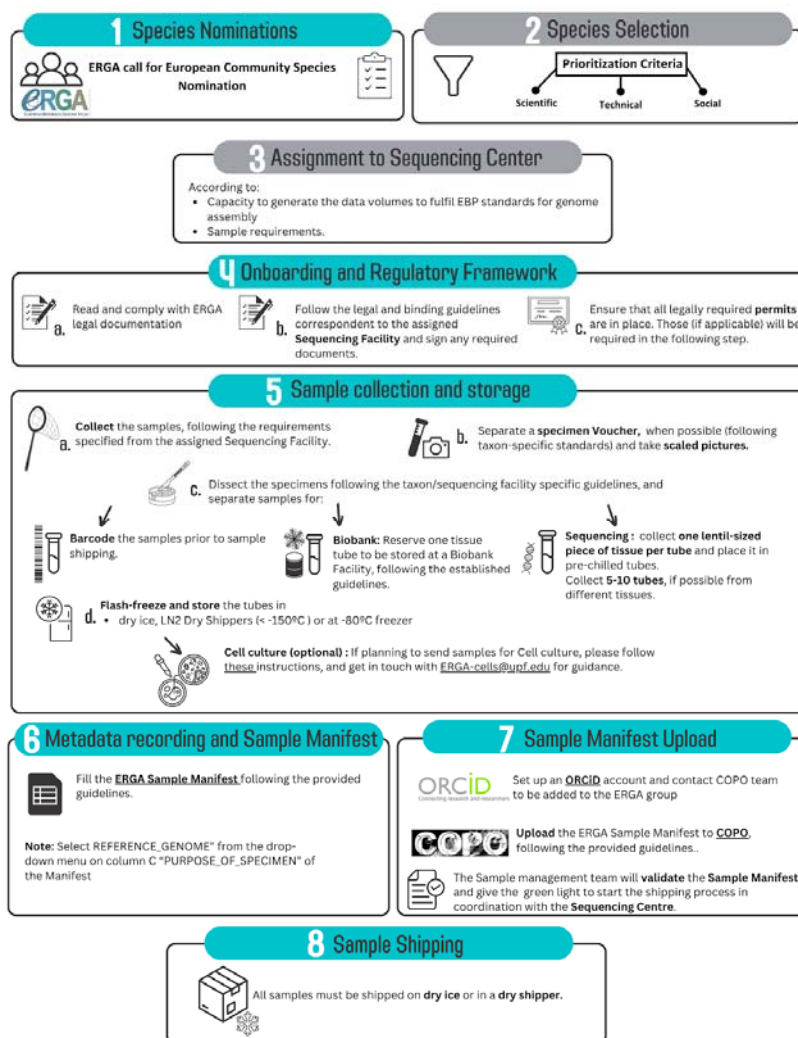 1 Species Nominations
ERGA call for European Community Species
Nomination
eRGA
2 Species Selection
Prioritization Criteria
Scientific
Technical
Social
3 Assignment to Sequencing Center
According to:
• Capacity to generate the data volumes to fulfil EBP standards for genome
assembly
• Sample requirements.
4 Onboarding and Regulatory Framework
a. Read and comply with ERGA
legal documentation
b. Follow the legal and binding guidelines
correspondent to the assigned
Sequencing Facility and sign any required
documents.
c. Ensure that all legally required permits
are in place. Those (if applicable) will be
required in the following step.
5 Sample collection and storage
a. Collect the samples, following the requirements
specified from the assigned Sequencing Facility.
b. Separate a specimen Voucher, when possible (following
taxon-specific standards) and take scaled pictures.
c. Dissect the specimens following the taxon/sequencing facility specific guidelines, and
separate samples for:
Barcode the samples prior to sample
shipping.
Biobank: Reserve one tissue
tube to be stored at a Biobank
Facility, following the established
guidelines.
Sequencing : collect one lentil-sized
piece of tissue per tube and place it in
pre-chilled tubes.
Collect 5-10 tubes, if possible from
different tissues.
d. Flash-freeze and store the tubes in
• dry ice, LN2 Dry Shippers (< -150ºC ) or at -80ºC freezer
Cell culture (optional) : If planning to send samples for Cell culture, please follow
these instructions, and get in touch with ERGA-cells@upf.edu for guidance.
6 Metadata recording and Sample Manifest
Fill the ERGA Sample Manifest following the provided
guidelines.
Note: Select REFERENCE_GENOME" from the drop-
down menu on column C "PURPOSE_OF_SPECIMEN" of
the Manifest
7 Sample Manifest Upload
ORCiD
Connecting research and researchers
Set up an ORCiD account and contact COPO team
to be added to the ERGA group
COPO
Upload the ERGA Sample Manifest to COPO,
following the provided guidelines..
The Sample management team will validate the Sample Manifest
and give the green light to start the shipping process in
coordination with the Sequencing Centre.
8 Sample Shipping
All samples must be shipped on dry ice or in a dry shipper.